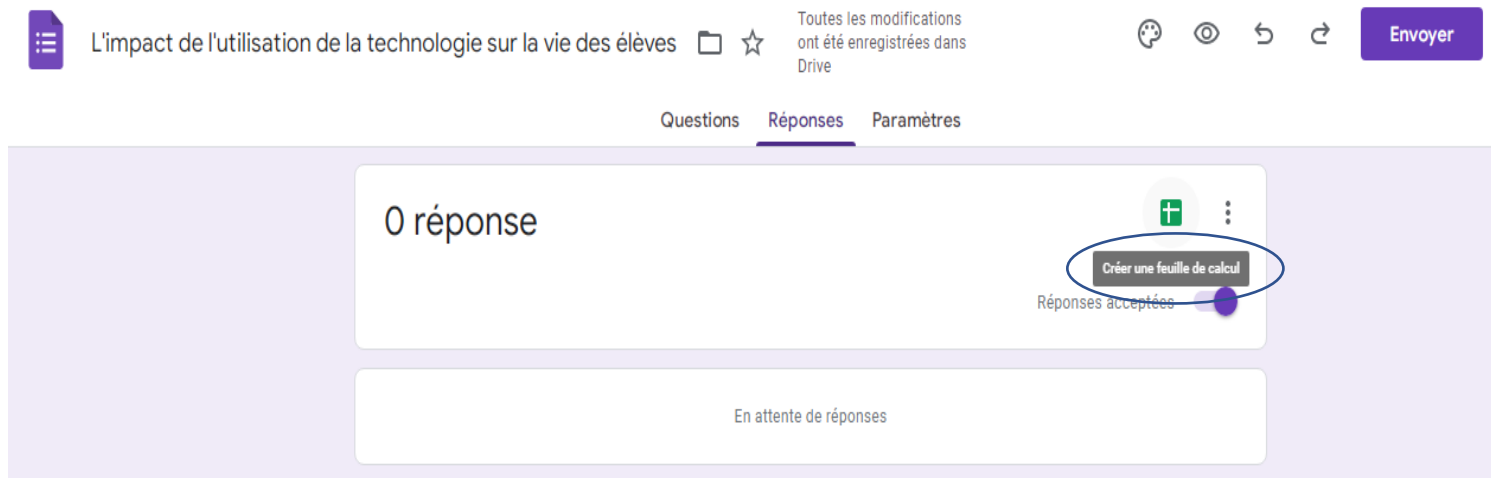 L'impact de l'utilisation de la technologie sur la vie des élèves
Toutes les modifications
ont été enregistrées dans
Drive
Envoyer
Questions Réponses Paramètres
0 réponse
Créer une feuille de calcul
Réponses acceptées
En attente de réponses